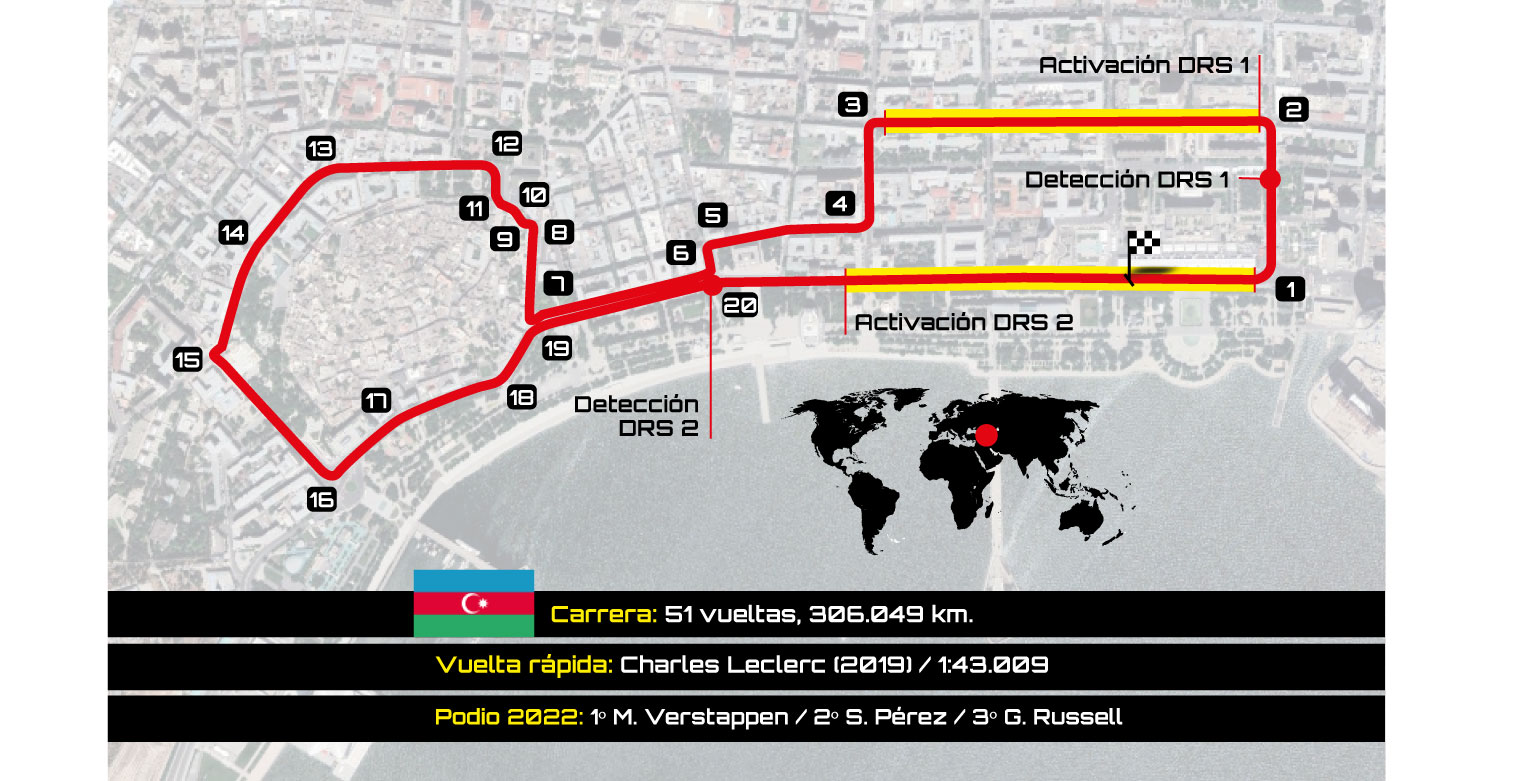 Activación DRS 1
3
2
13
12
Detección DRS 1
10
4
11
5
14
9
8
6
7
1
20
Activación DRS 2
19
15
18
17
Detección
DRS 2
16
Carrera: 51 vueltas, 306.049 km.
Vuelta rápida: Charles Leclerc (2019) / 1:43.009
Podio 2022: 1º M. Verstappen / 2º S. Pérez / 3º G. Russell